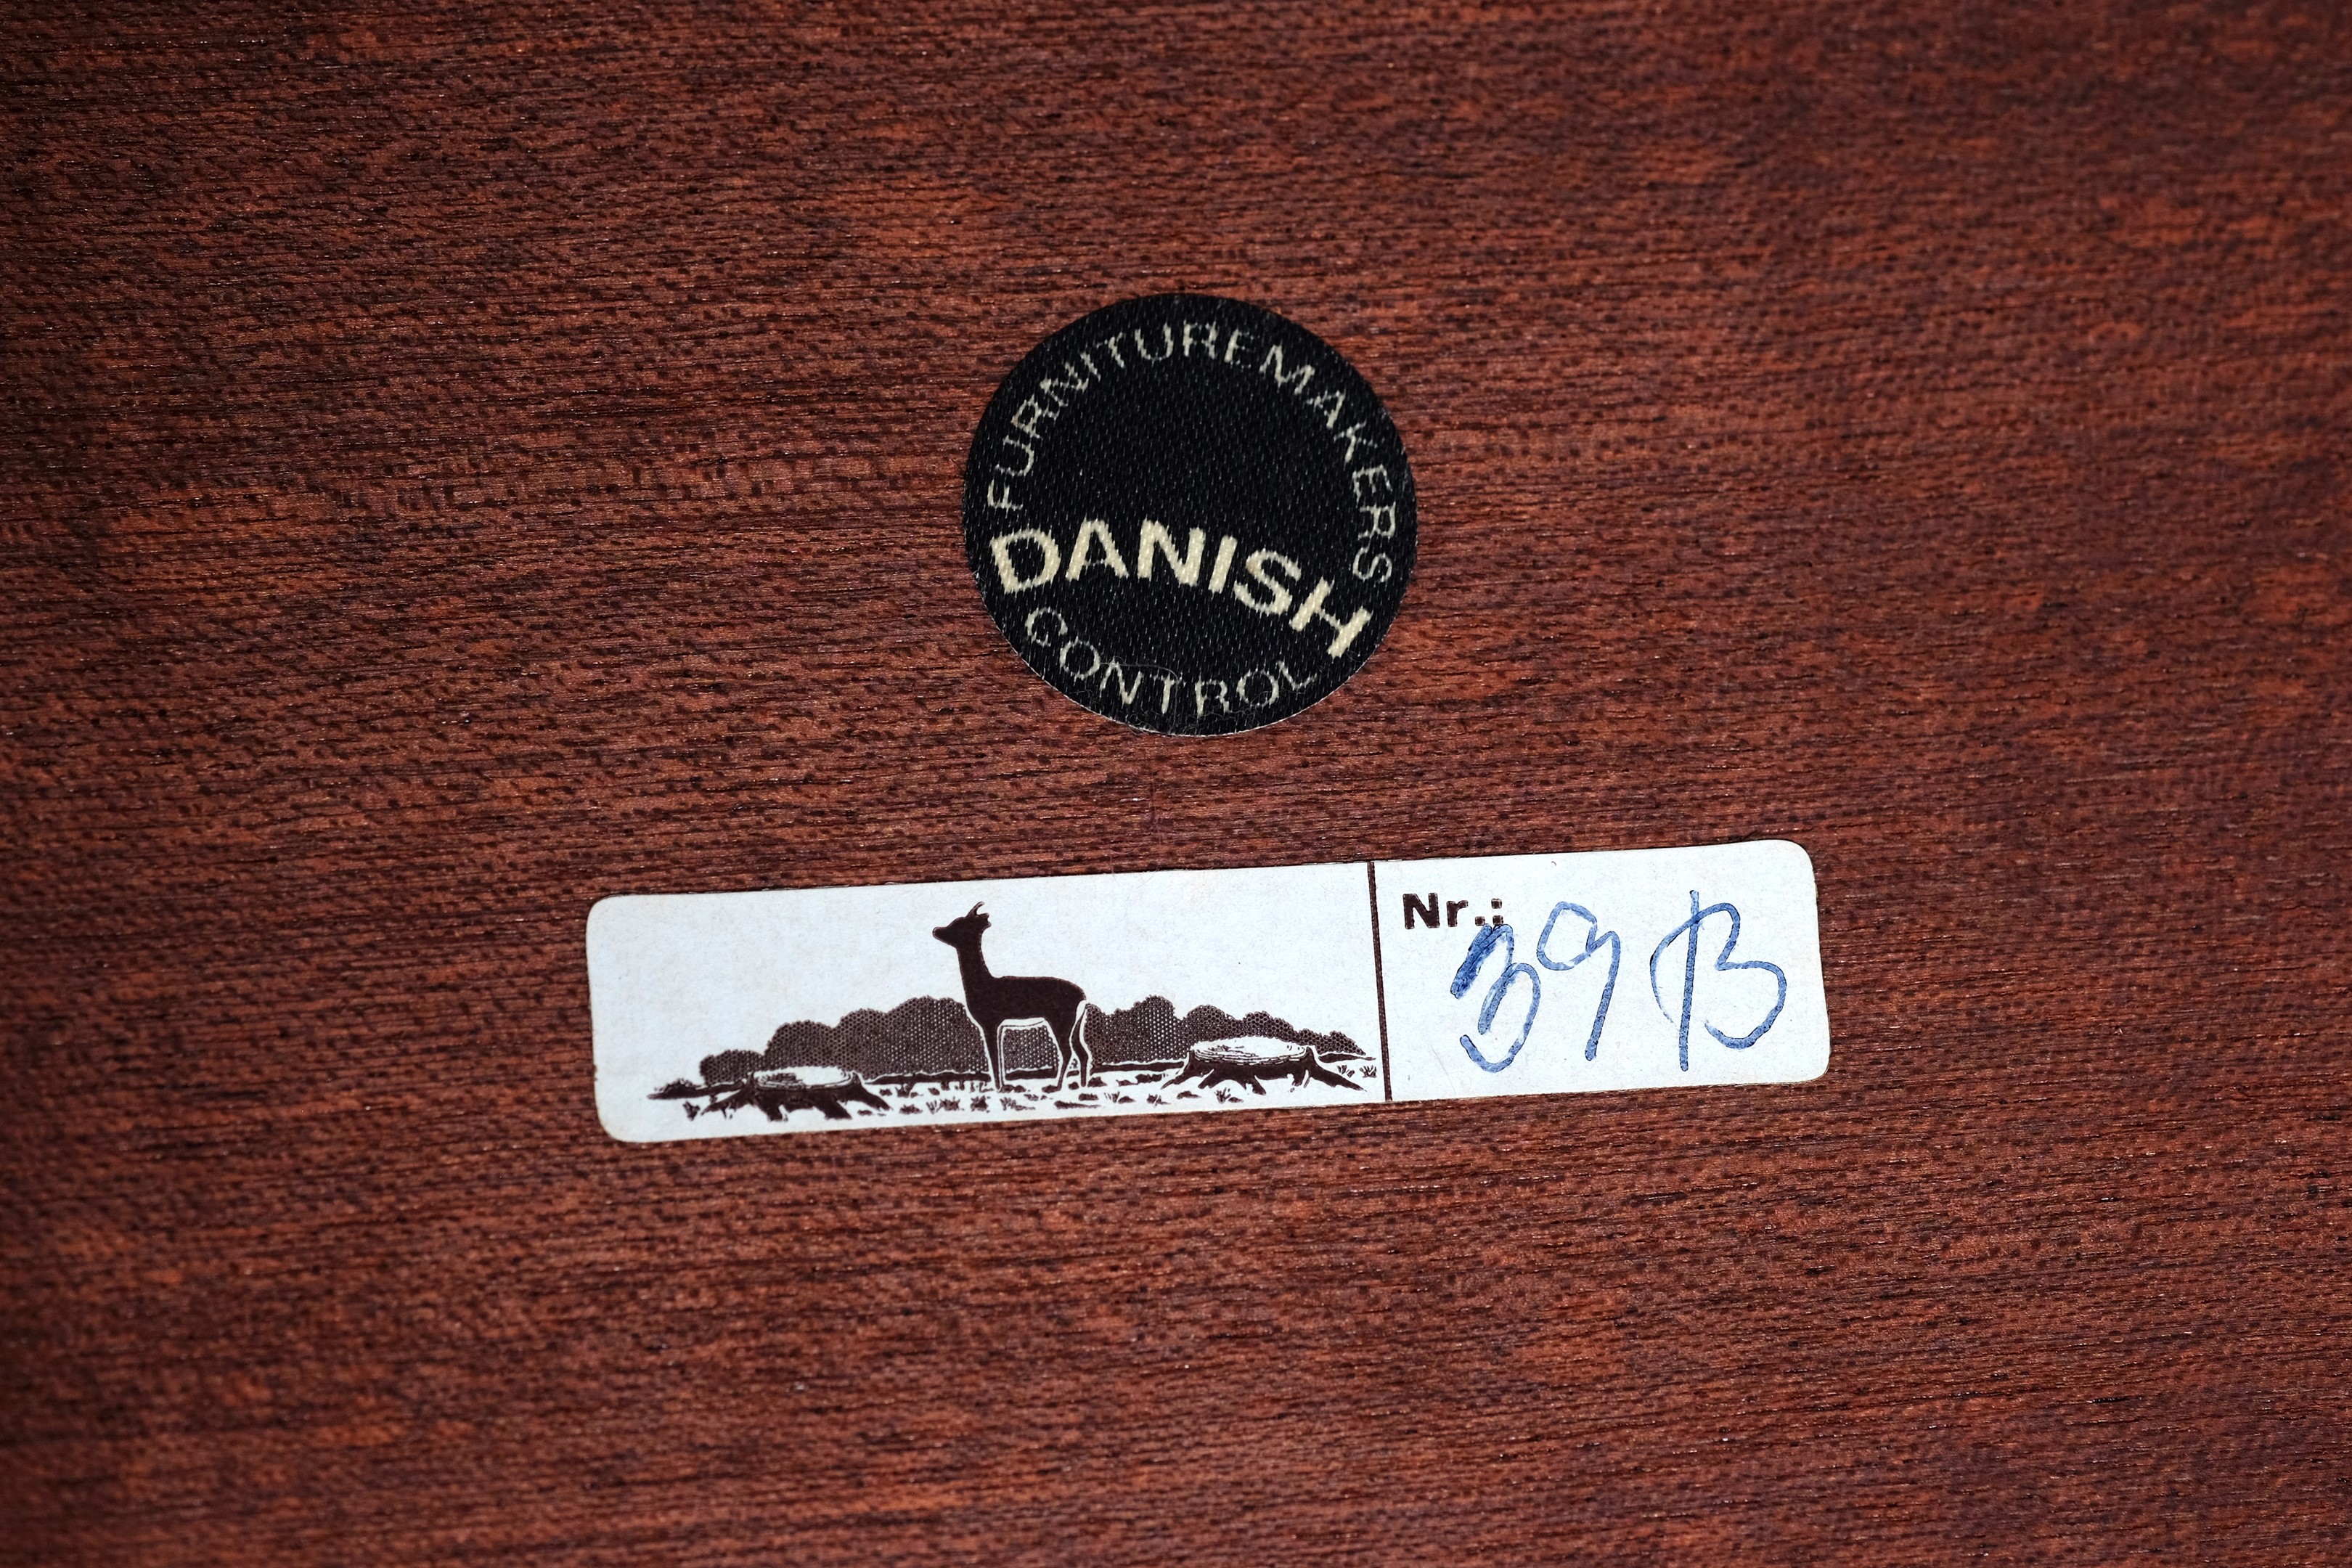 FURNITUREMAKERS
DANISH
CONTROL
Nr.:
39 B